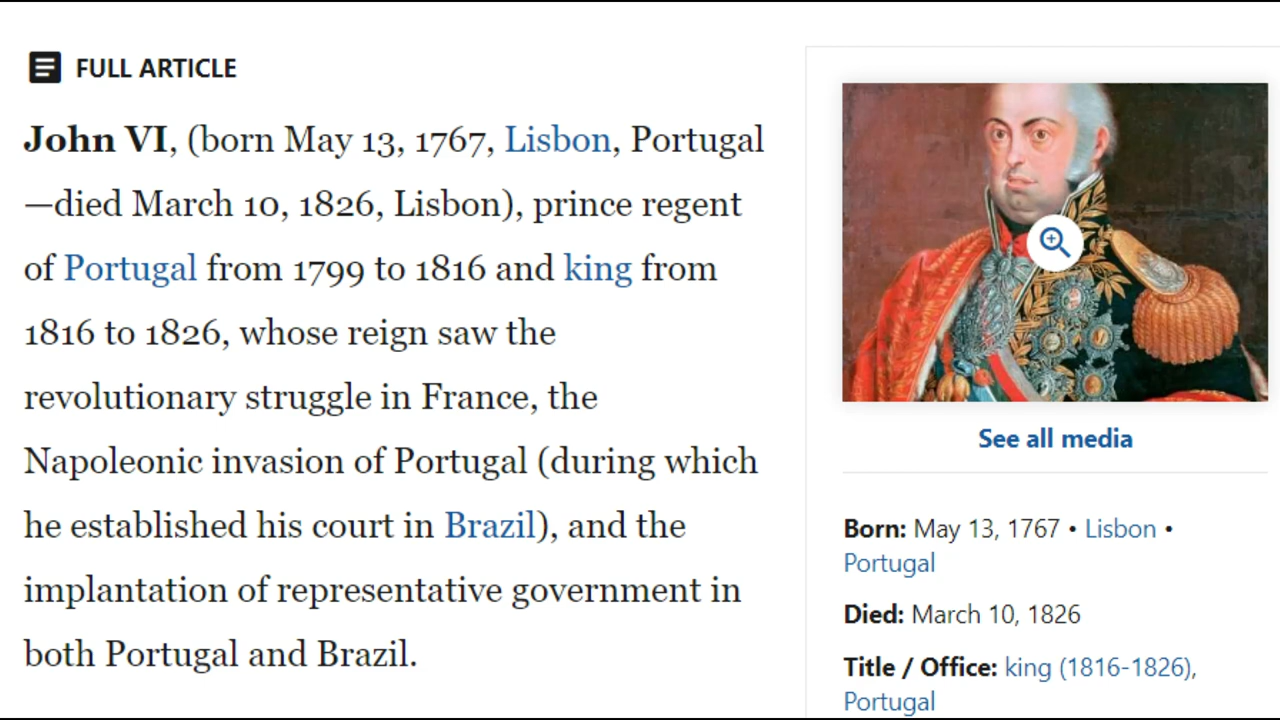 FULL ARTICLE
John VI, (born May 13, 1767, Lisbon, Portugal
—died March 10, 1826, Lisbon), prince regent
of Portugal from 1799 to 1816 and king from
1816 to 1826, whose reign saw the
revolutionary struggle in France, the
Napoleonic invasion of Portugal (during which
he established his court in Brazil), and the
implantation of representative government in
both Portugal and Brazil.
See all media
Born: May 13, 1767 • Lisbon •
Portugal
Died: March 10, 1826
Title / Office: king (1816-1826),
Portugal